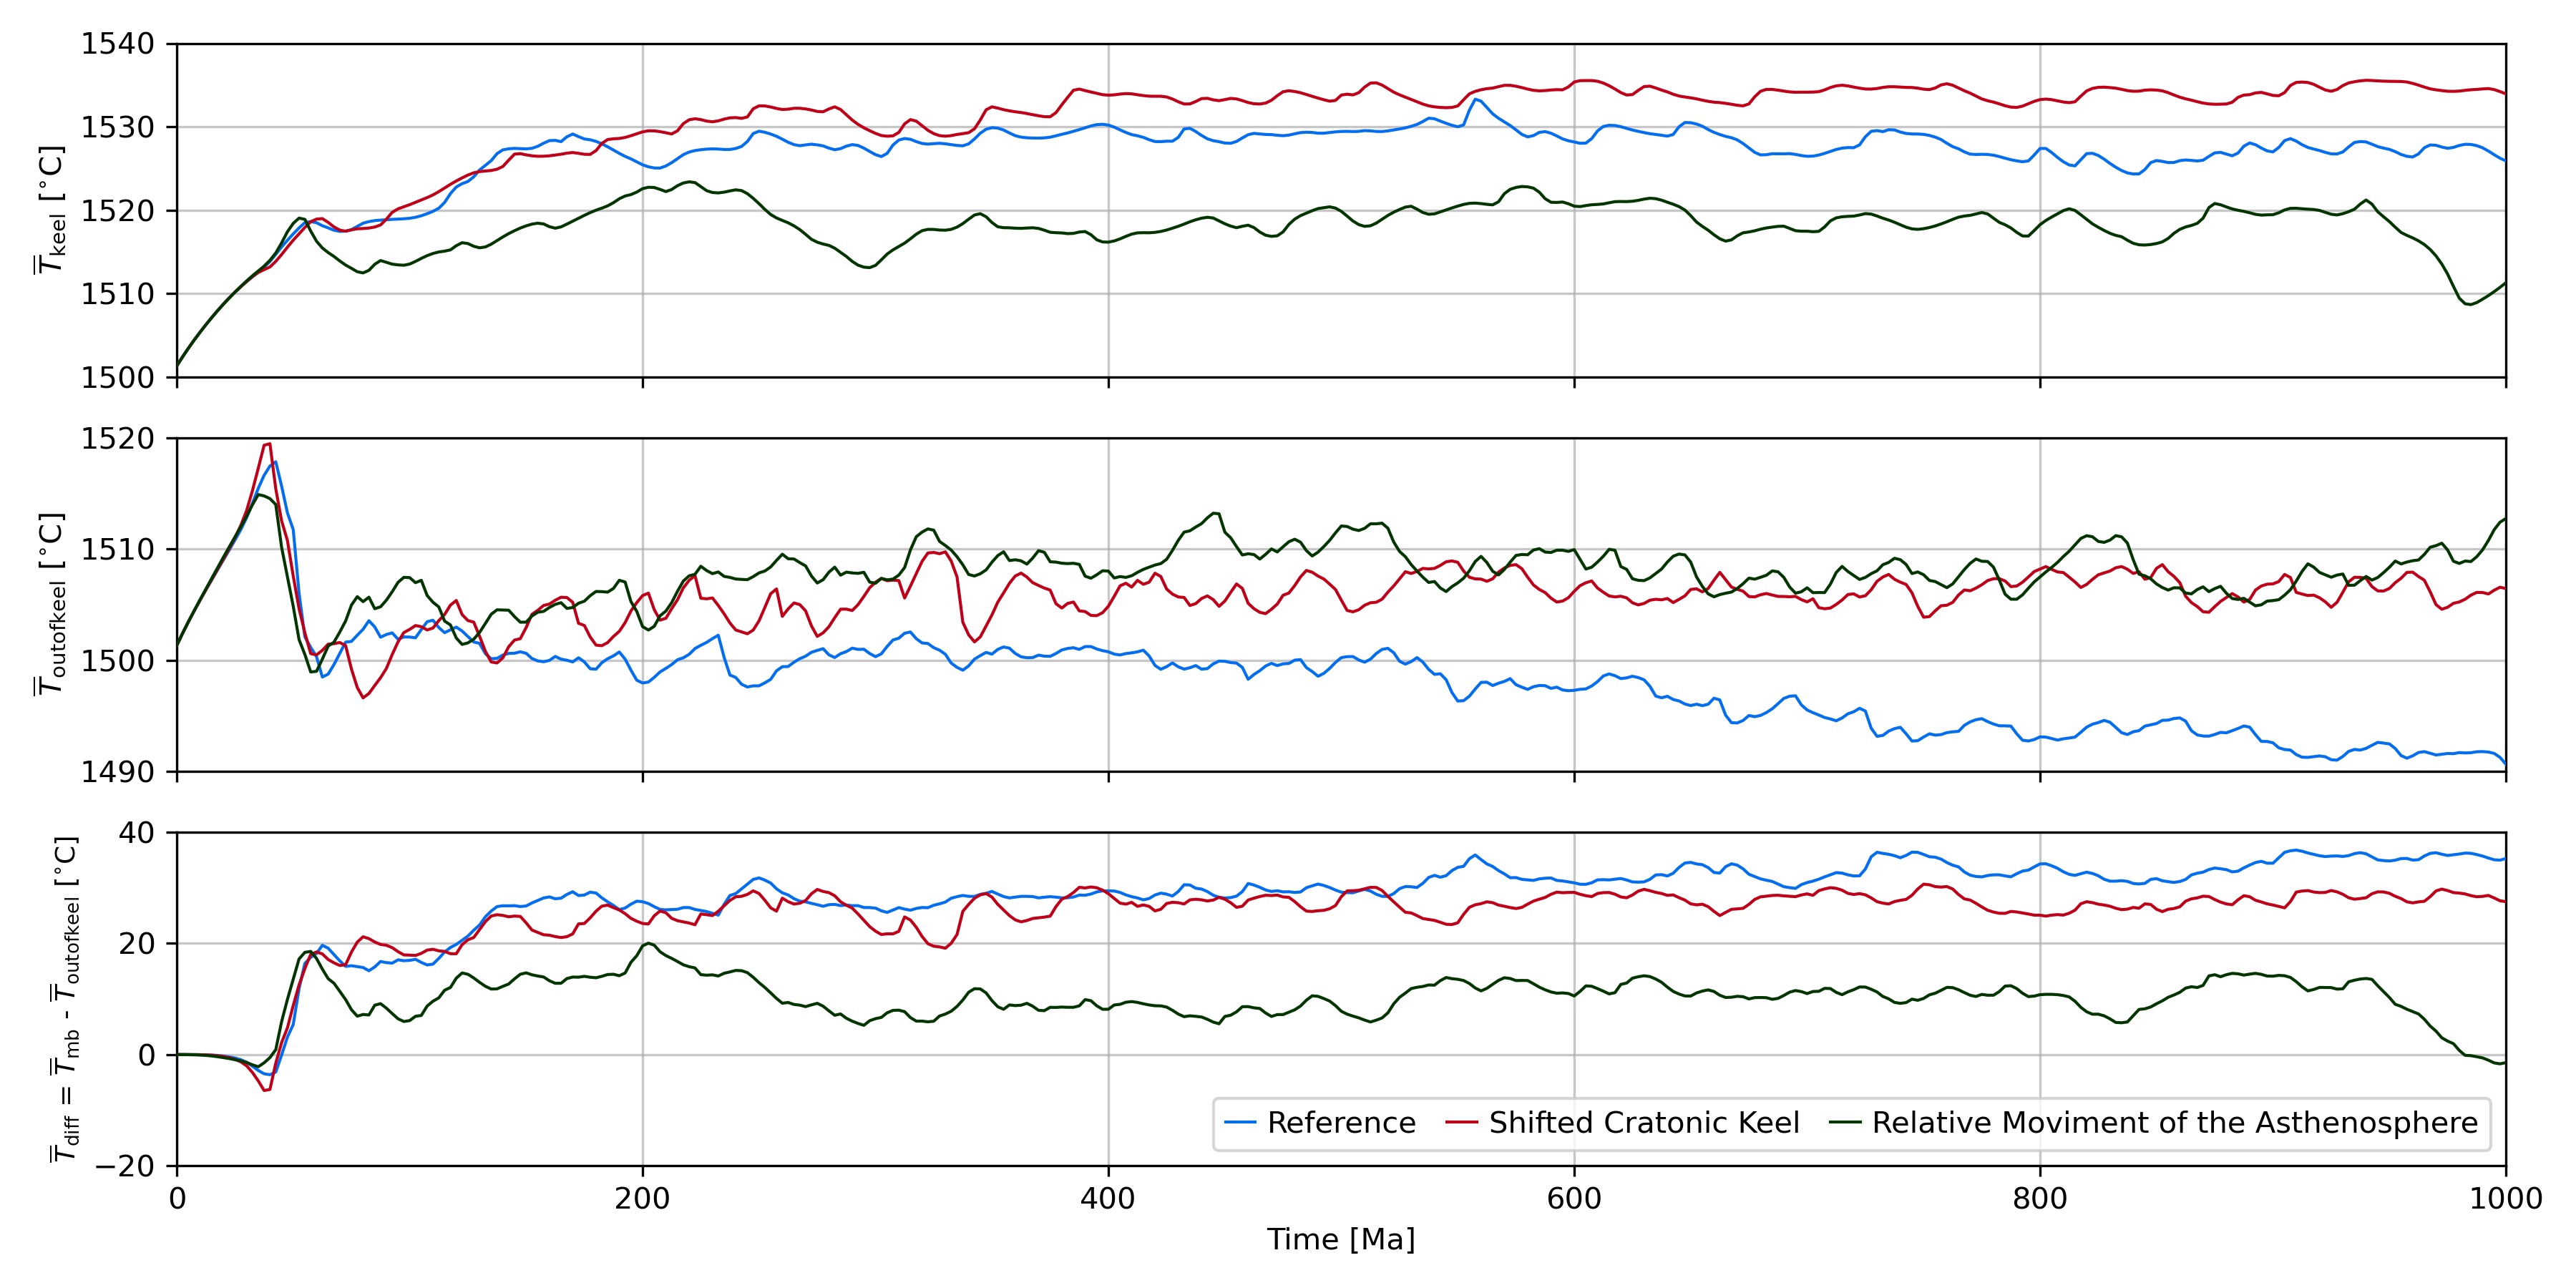 1540
1530
1520
1510
1500
T̿keel [°C]
1520
1510
1500
1490
T̿outofkeel [°C]
40
20
0
−20
T̿diff = T̿mb - T̿outofkeel [°C]
Reference Shifted Cratonic Keel Relative Moviment of the Asthenosphere
0 200 400 600 800 1000
Time [Ma]